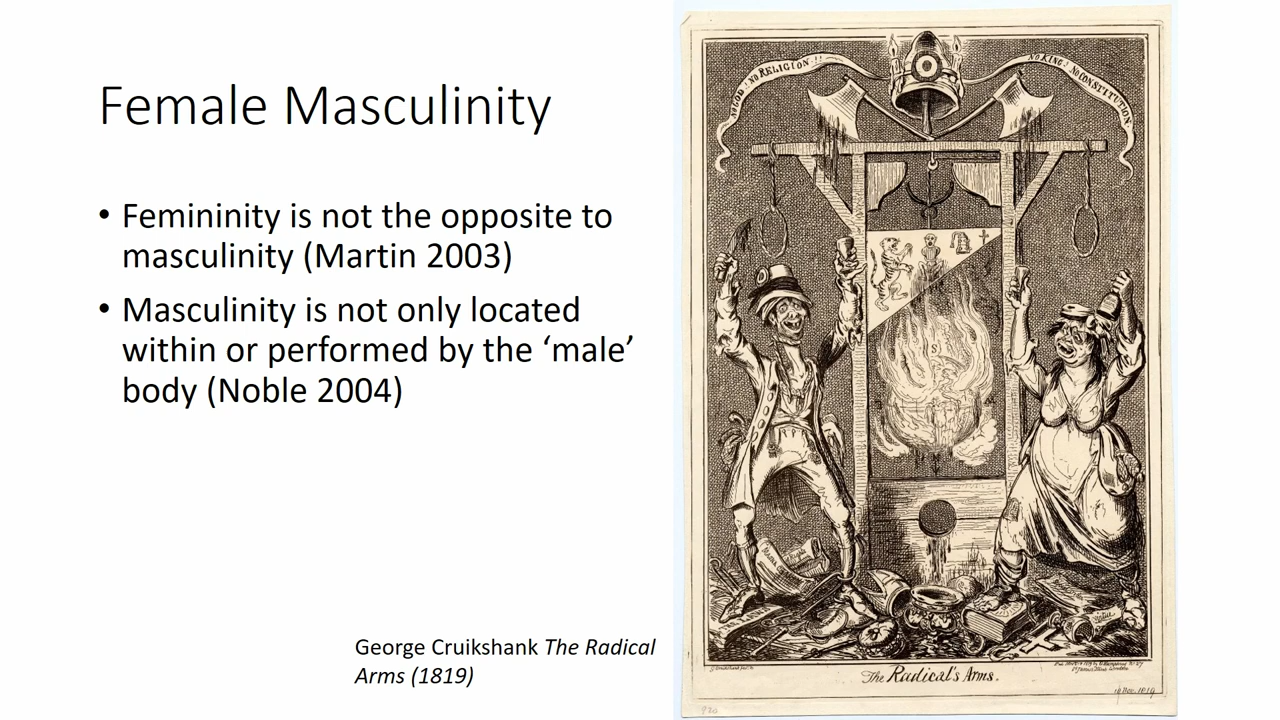 Female Masculinity
• Femininity is not the opposite to
masculinity (Martin 2003)
• Masculinity is not only located
within or performed by the ‘male’
body (Noble 2004)
George Cruikshank The Radical
Arms (1819)
NO GOD! NO RELIGION!!
NO KING! NO CONSTITUTION
The Radical's Arms.